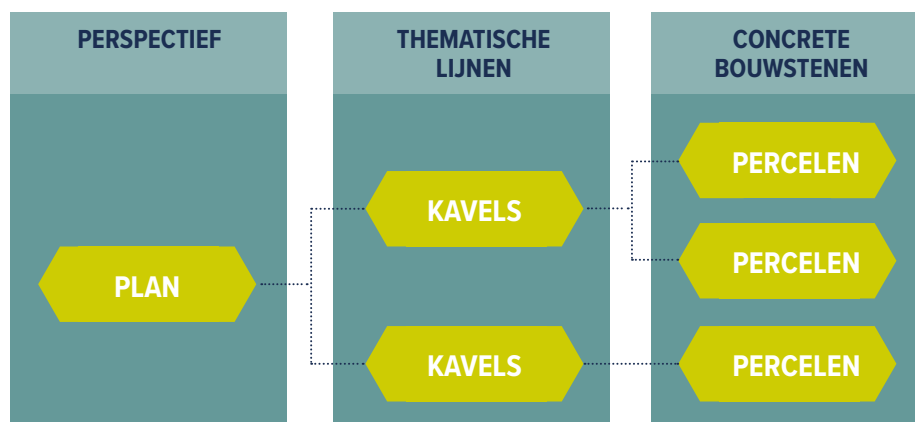 PERSPECTIEF
THEMATISCHE
LIJNEN
CONCRETE
BOUWSTENEN
PLAN
KAVELS
KAVELS
PERCELEN
PERCELEN
PERCELEN